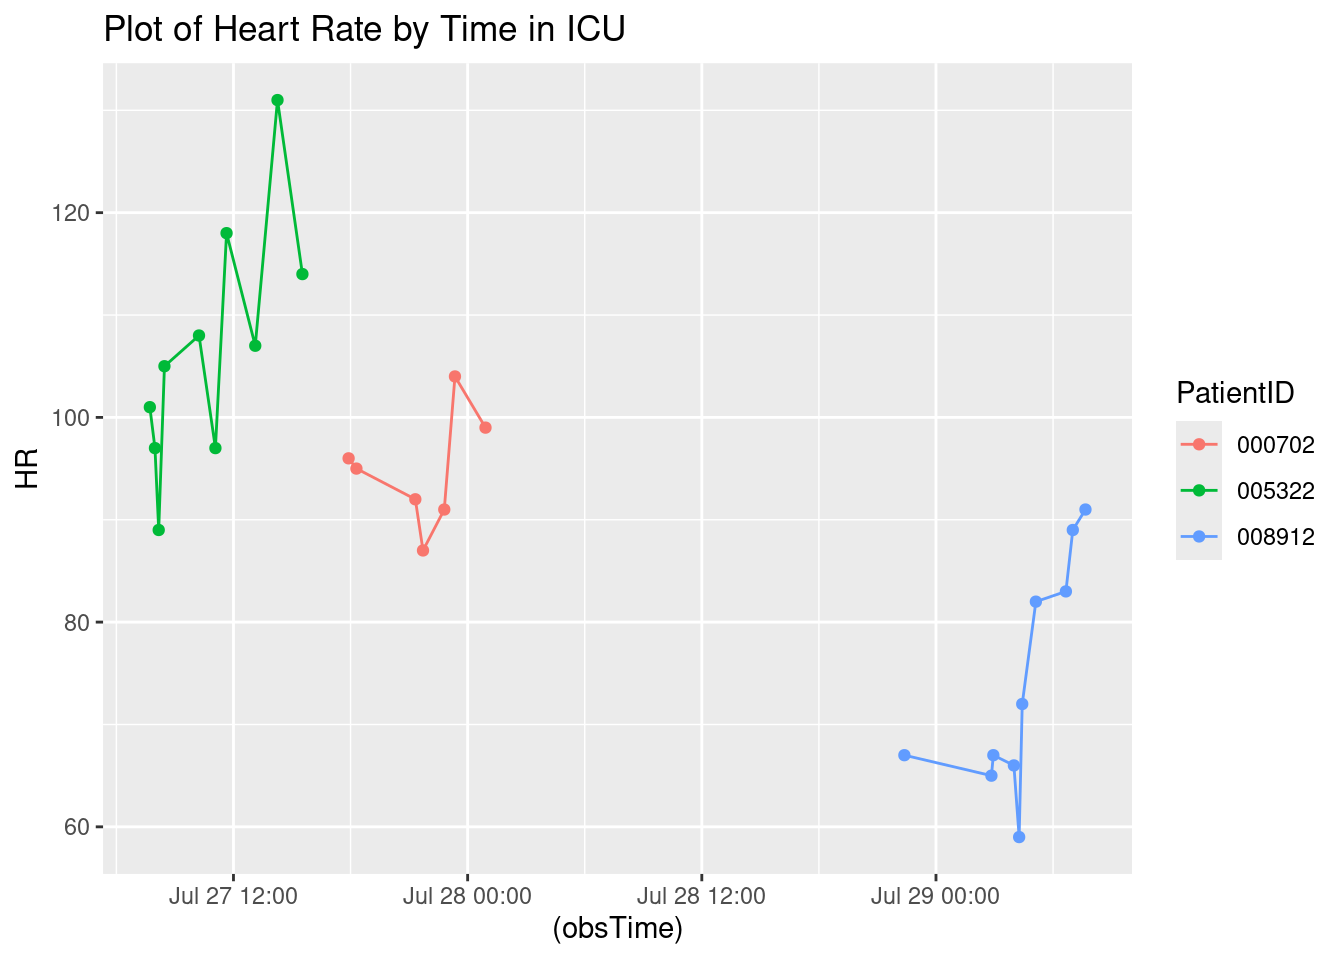 Plot of Heart Rate by Time in ICU
HR
120
100
80
60
Jul 27 12:00
Jul 28 00:00
Jul 28 12:00
Jul 29 00:00
(obsTime)
PatientID
000702
005322
008912